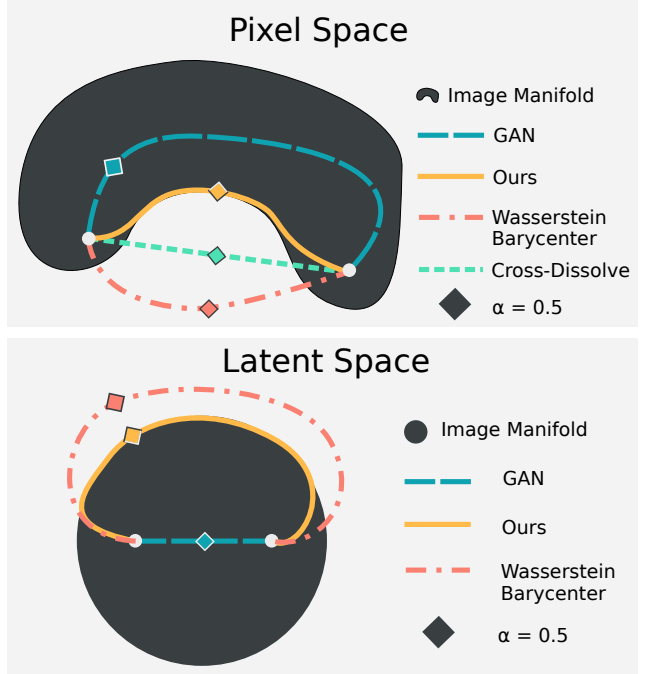 Pixel Space
Image Manifold
GAN
Ours
Wasserstein
Barycenter
Cross-Dissolve
α = 0.5
Latent Space
Image Manifold
GAN
Ours
Wasserstein
Barycenter
α = 0.5